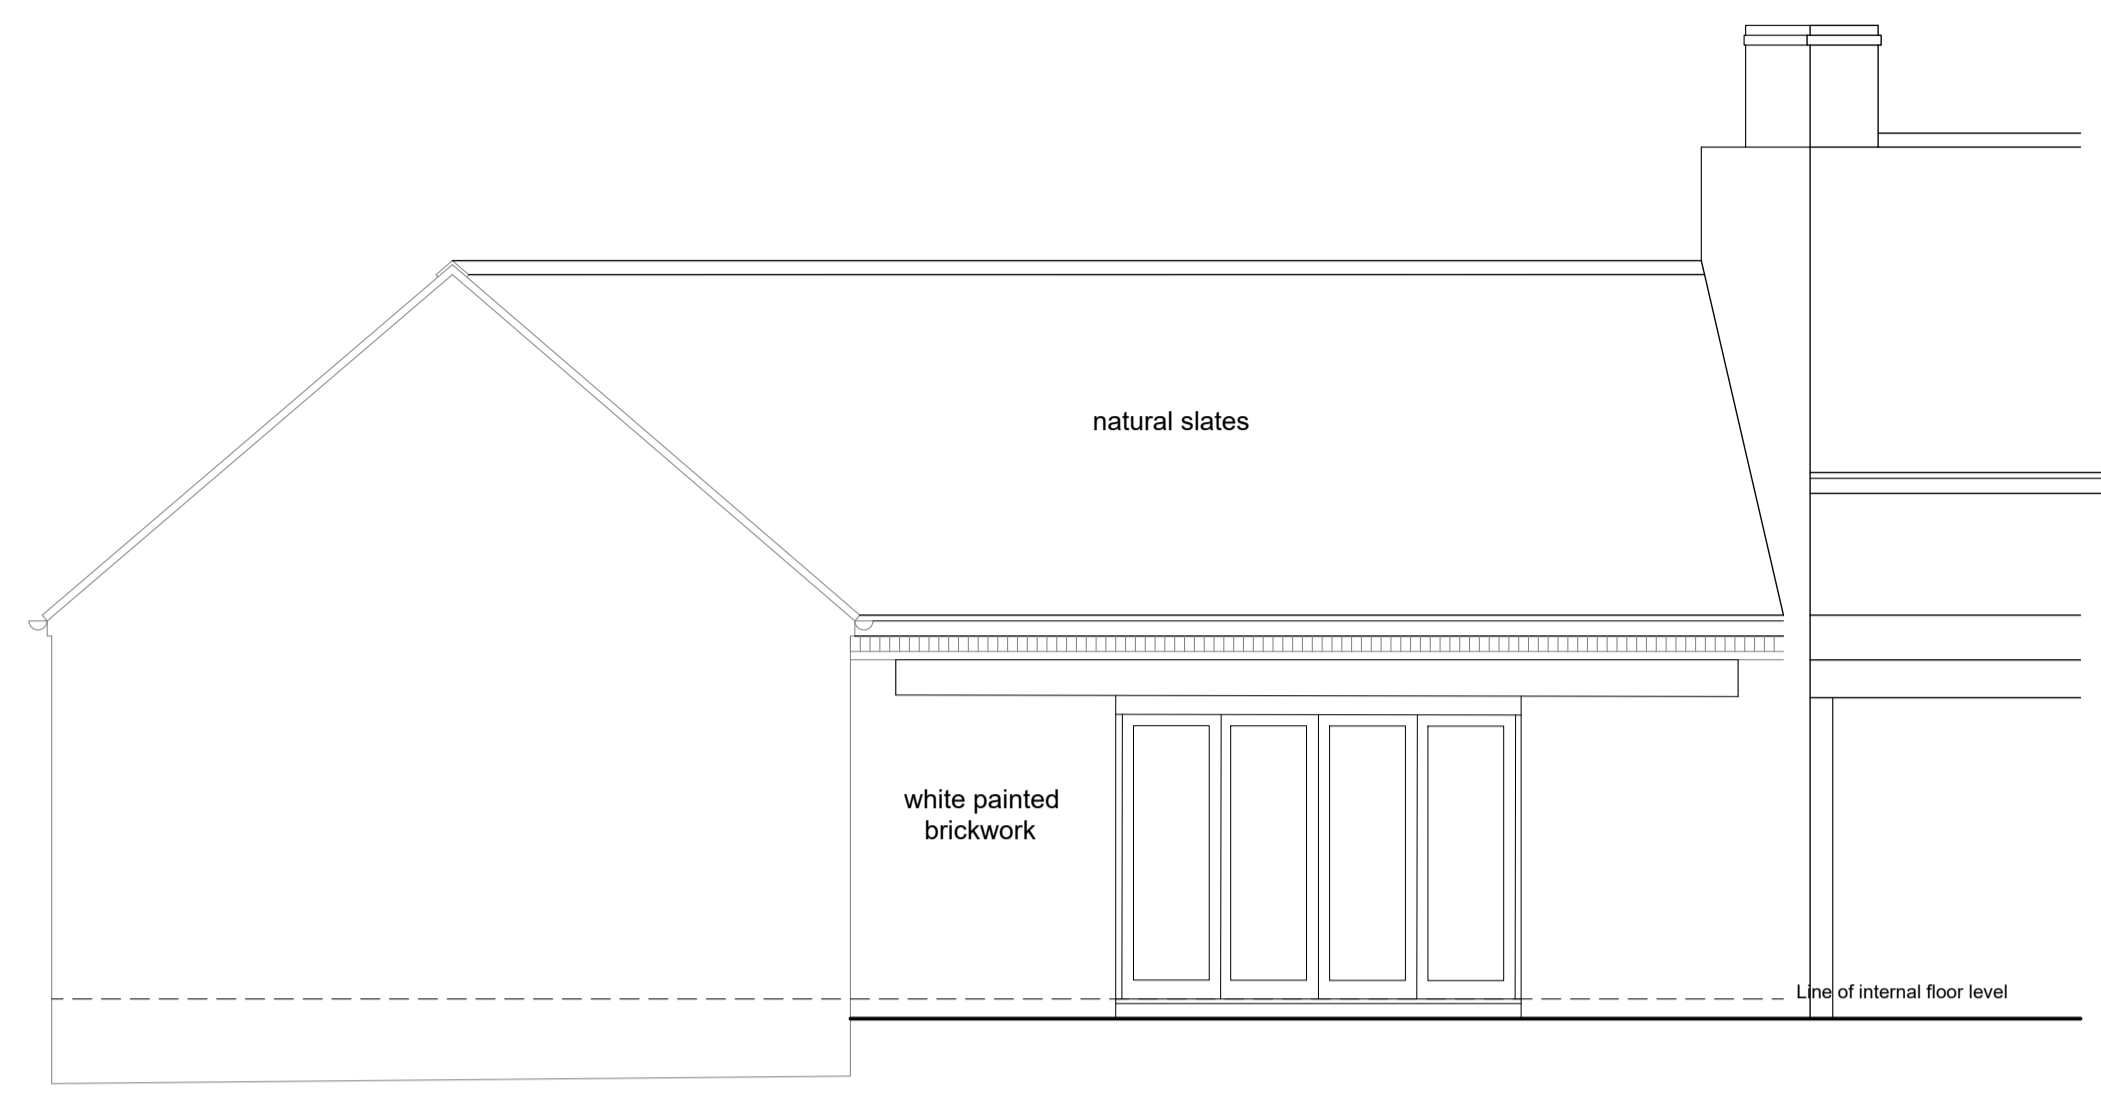 natural slates
white painted
brickwork
Line of internal floor level